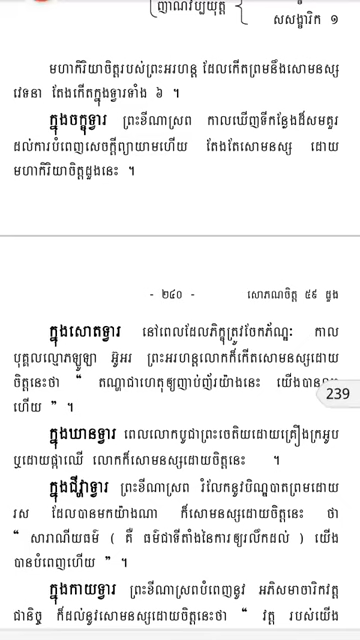 ញាណវិប្បយុត្ត
សសង្ខារិក ១
មហាកិរិយាចិត្តរបស់ព្រះអរហន្ត ដែលកើតព្រមនឹងសោមនស្ស
វេទនា តែងកើតក្នុងទ្វារទាំង ៦ ។
ក្នុងចក្ខុទ្វារ ព្រះខីណាស្រព កាលឃើញទីកន្លែងដ៏សមគួរ
ដល់ការបំពេញសេចក្តីព្យាយាមហើយ តែងតែសោមនស្ស ដោយ
មហាកិរិយាចិត្តដួងនេះ ។
- ២៤០ - សោភណចិត្ត ៥៩ ដួង
ក្នុងសោតទ្វារ នៅពេលដែលភិក្ខុត្រូវចែកភ័ណ្ឌៈ កាល
បុគ្គលល្មោភឡូឡា អ៊ូអរ ព្រះអរហន្តលោកក៏កើតសោមនស្សដោយ
ចិត្តនេះថា “ តណ្ហាជាហេតុឲ្យញាប់ញ័រយ៉ាងនេះ យើងបាន
ហើយ ” ។
239
ក្នុងឃានទ្វារ ពេលលោកបូជាព្រះចេតិយដោយគ្រឿងក្រអូប
ឬដោយផ្កាឈើ លោកក៏សោមនស្សដោយចិត្តនេះ ។
ក្នុងជីវ្ហាទ្វារ ព្រះខីណាស្រព រំលែកនូវបិណ្ឌបាតព្រមដោយ
រស ដែលបានមកយ៉ាងណា ក៏សោមនស្សដោយចិត្តនេះ ថា
“ សារាណីយធម៌ ( គឺ ធម៌ជាទីតាំងនៃការឲ្យរលឹកដល់ ) យើង
បានបំពេញហើយ ” ។
ក្នុងកាយទ្វារ ព្រះខីណាស្រពបំពេញនូវ អភិសមាចារិកវត្ត
ជានិច្ច ក៏ដល់នូវសោមនស្សដោយចិត្តនេះថា “ វត្ត របស់យើង